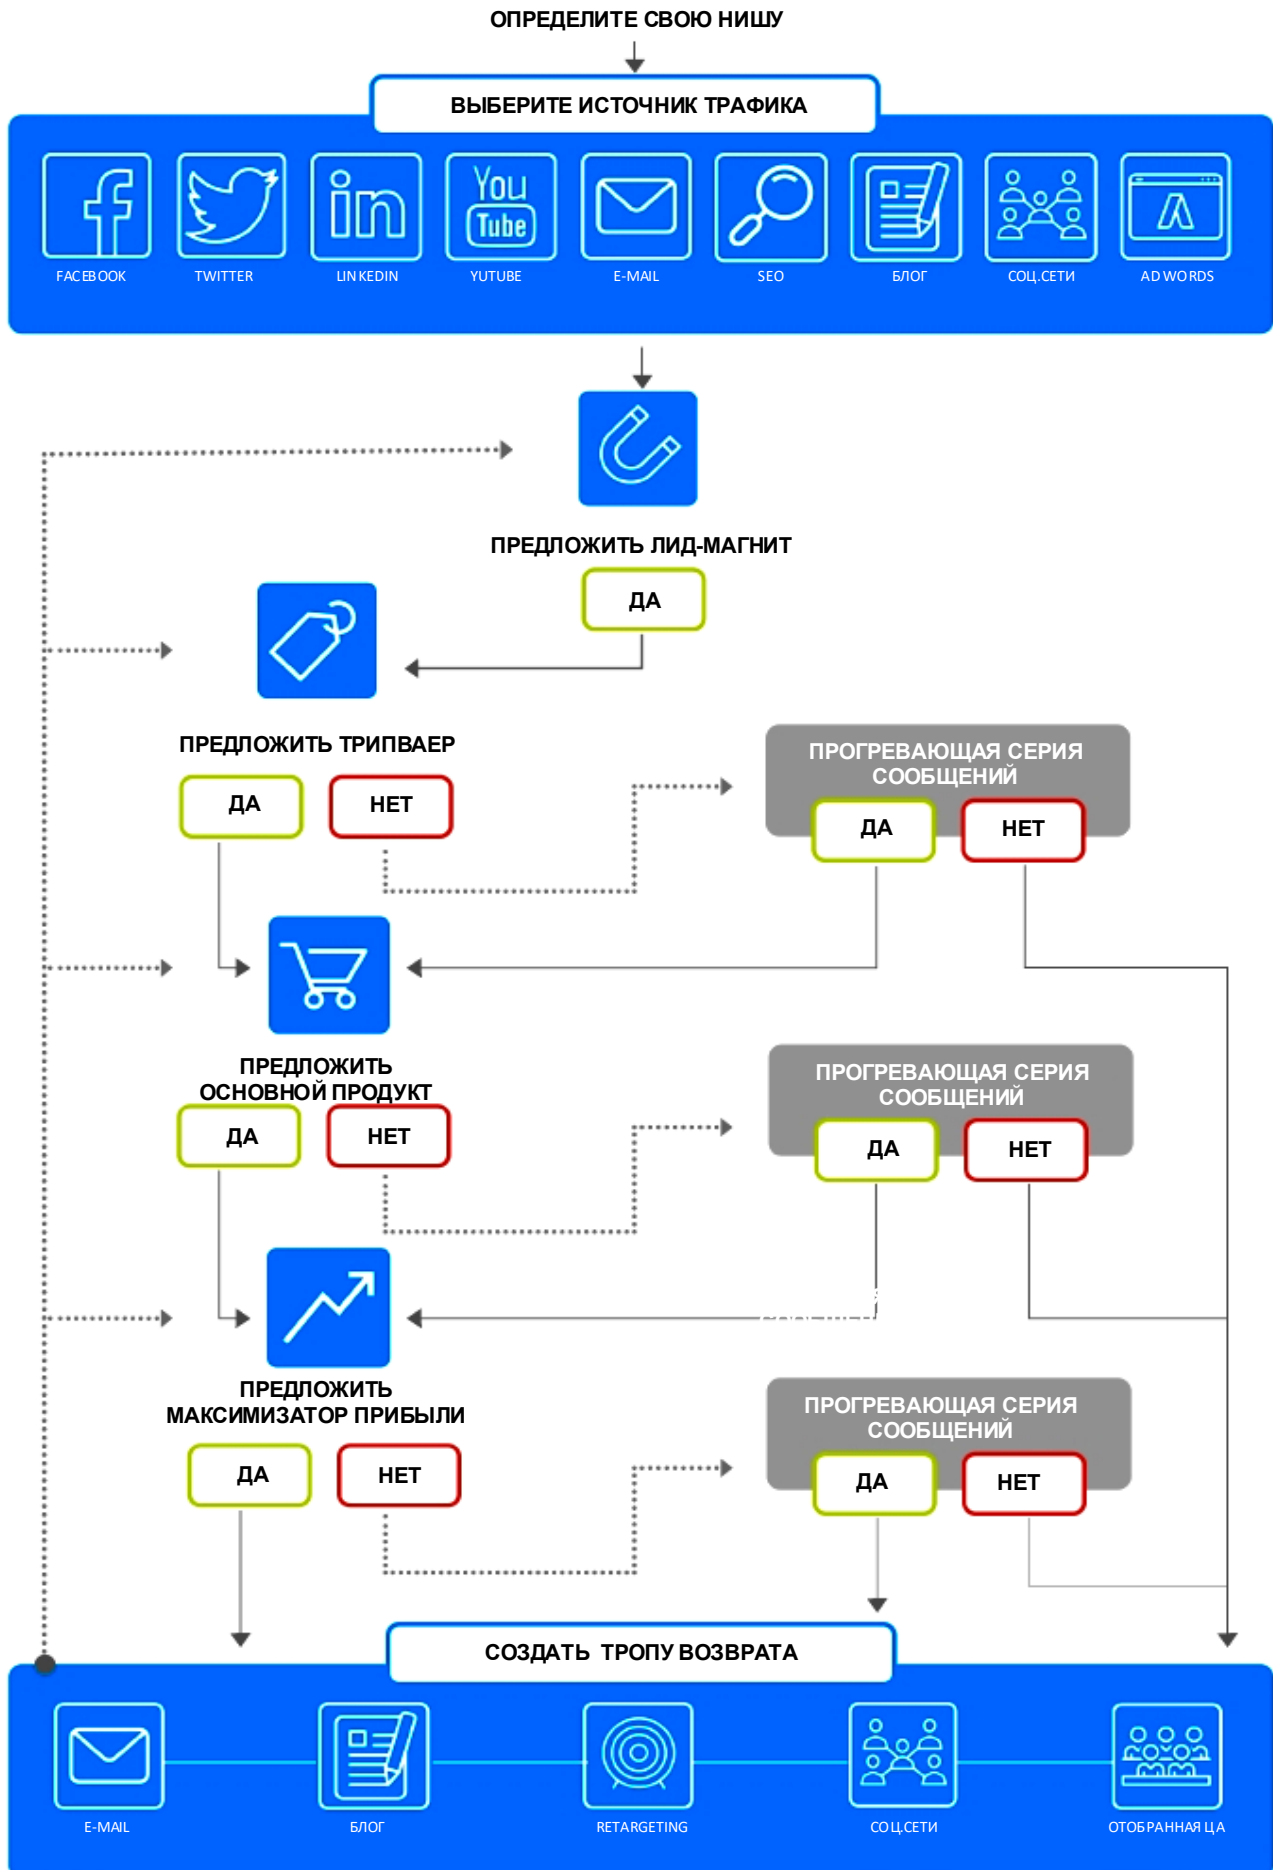 ОПРЕДЕЛИТЕ СВОЮ НИШУ
ВЫБЕРИТЕ ИСТОЧНИК ТРАФИКА
You
Tube
FACEBOOK
TWITTER
LINKEDIN
YUTUBE
E-MAIL
SEO
БЛОГ
СОЦ.СЕТИ
ADWORDS
ПРЕДЛОЖИТЬ ЛИД-МАГНИТ
ДА
ПРЕДЛОЖИТЬ ТРИПВАЕР
ДА
НЕТ
ПРОГРЕВАЮЩАЯ СЕРИЯ
СООБЩЕНИЙ
ДА
НЕТ
ПРЕДЛОЖИТЬ
ОСНОВНОЙ ПРОДУКТ
ДА
НЕТ
ПРОГРЕВАЮЩАЯ СЕРИЯ
СООБЩЕНИЙ
ДА
НЕТ
ПРЕДЛОЖИТЬ
МАКСИМИЗАТОР ПРИБЫЛИ
ДА
НЕТ
ПРОГРЕВАЮЩАЯ СЕРИЯ
СООБЩЕНИЙ
ДА
НЕТ
СОЗДАТЬ ТРОПУ ВОЗВРАТА
E-MAIL
БЛОГ
RETARGETING
СОЦ.СЕТИ
ОТОБРАННАЯ ЦА